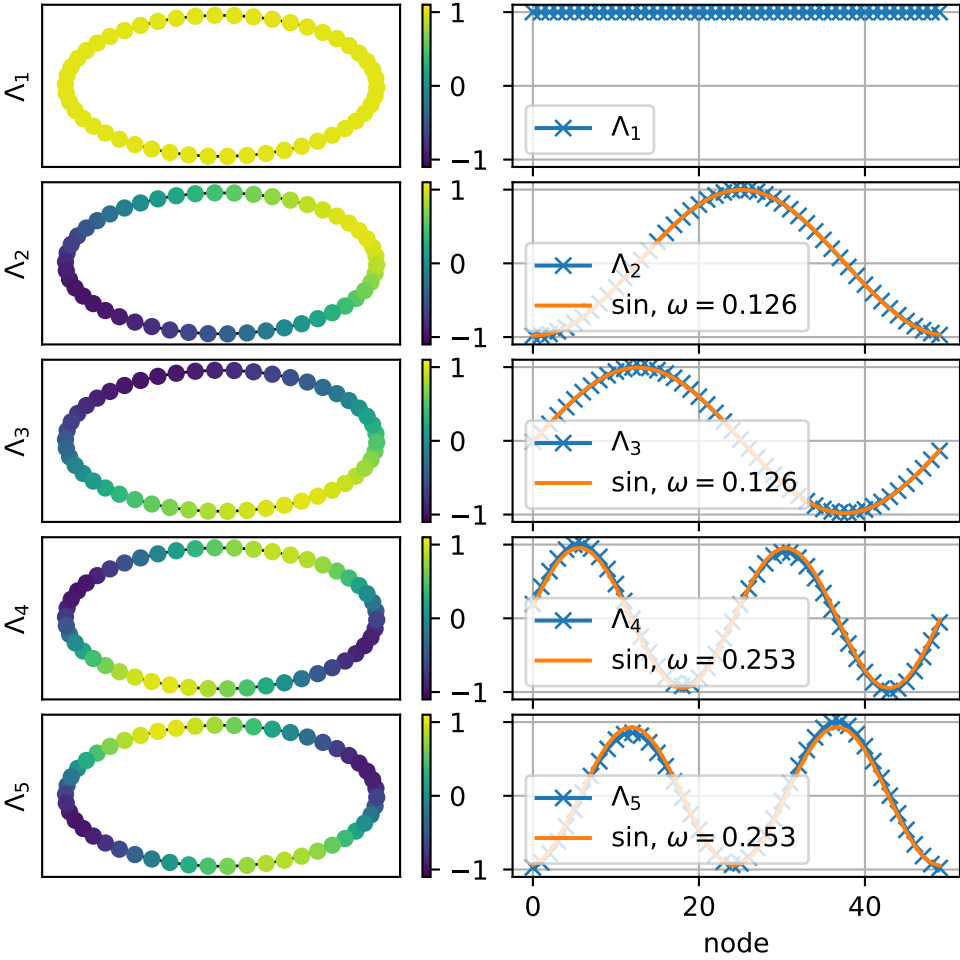 Λ₁
1
0
−1
Λ₁
Λ₂
1
0
−1
Λ₂
sin, ω = 0.126
Λ₃
1
0
−1
Λ₃
sin, ω = 0.126
Λ₄
1
0
−1
Λ₄
sin, ω = 0.253
Λ₅
1
0
−1
Λ₅
sin, ω = 0.253
0 20 40
node